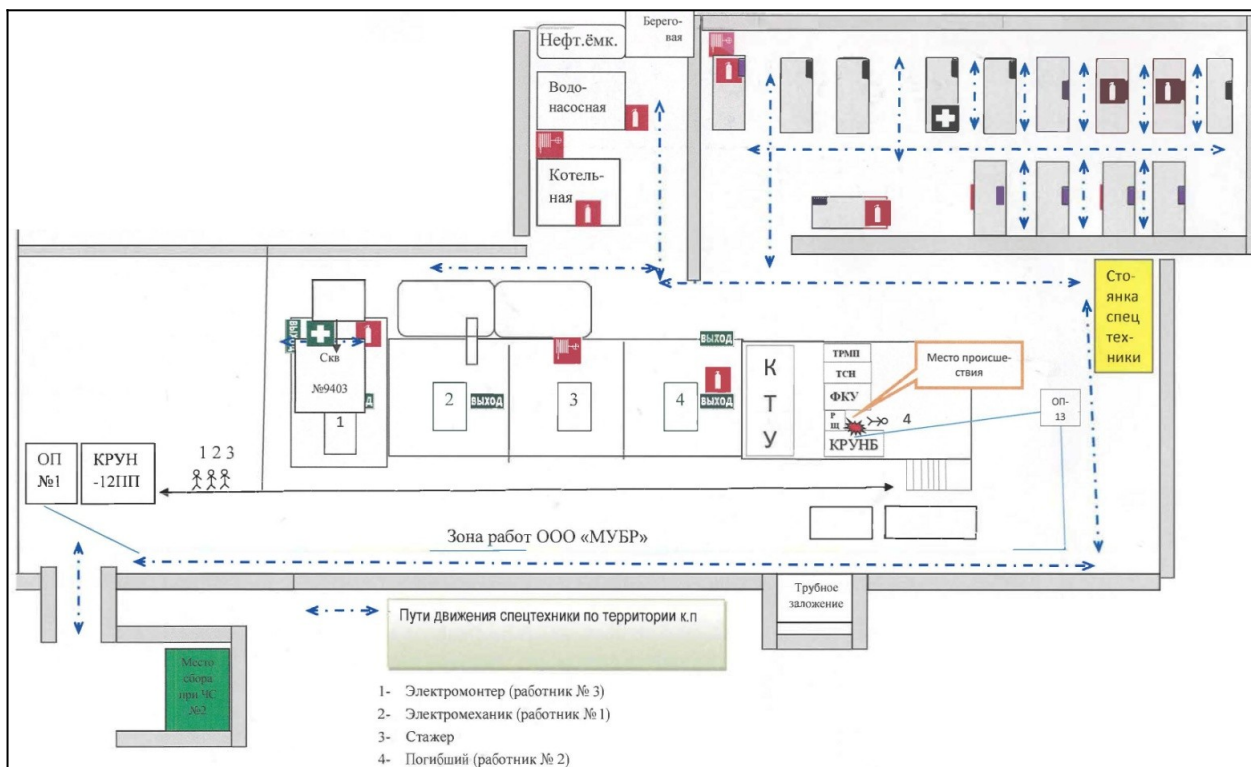 Нефт.ёмк.
Берего-
вая
Водо-
насосная
Котель-
ная
Сто-
янка
спец
тех-
ники
ВЫХОД
Скв
№9403
ВЫХОД
ТРМП
ТСН
ФКУ
Р
Щ
КРУНБ
К
Т
У
Место происше-
ствия
ОП-
13
1
2
ВЫХОД
3
4
ВЫХОД
4
ОП
№1
КРУН
-12ПП
1 2 3
Зона работ ООО «МУБР»
Трубное
заложение
Пути движения спецтехники по территории к.п
Место
сбора
при ЧС
№2
1- Электромонтер (работник № 3)
2- Электромеханик (работник № 1)
3- Стажер
4- Погибший (работник № 2)